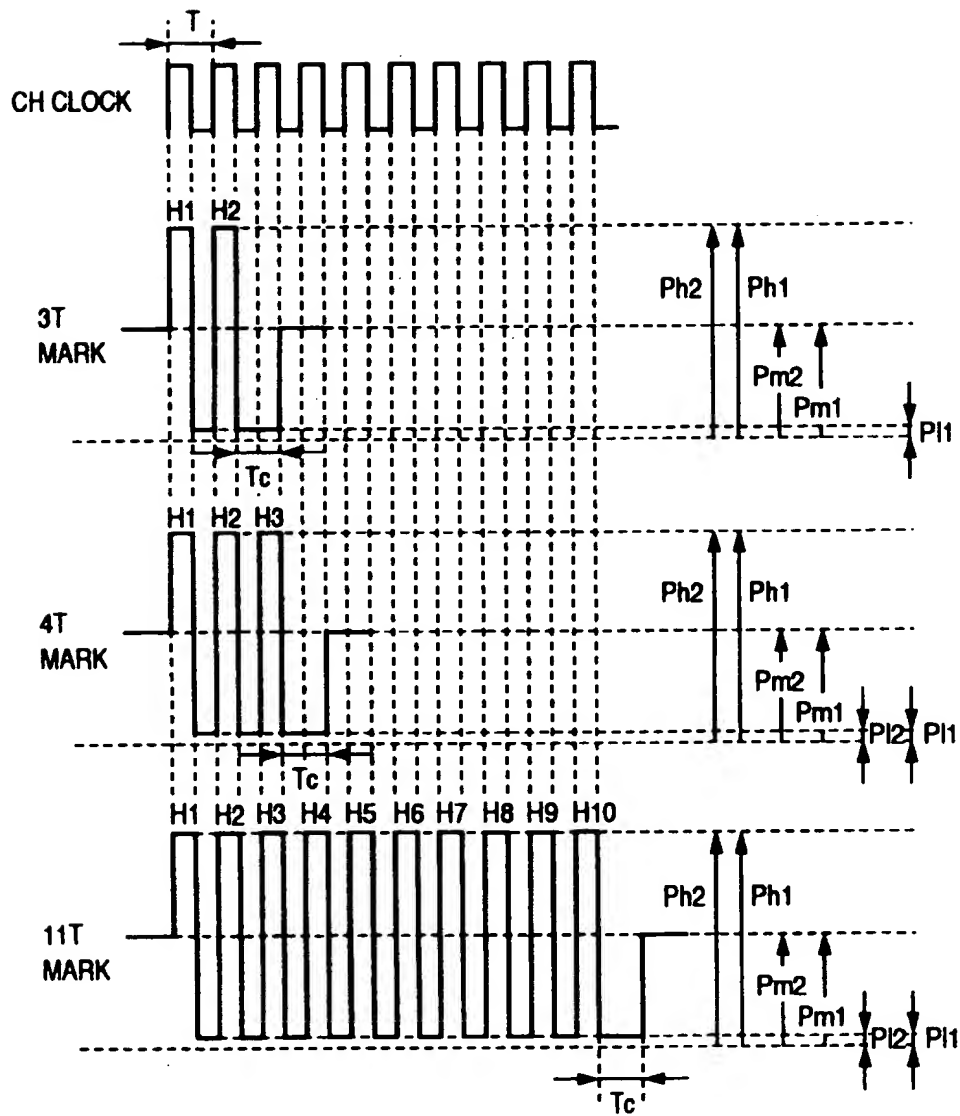 T
CH CLOCK
H1 H2
3T
MARK
Ph2 Ph1
Pm2
Pm1
Pl1
Tc
H1 H2 H3
4T
MARK
Ph2 Ph1
Pm2
Pm1
Pl2 Pl1
Tc
H1 H2 H3 H4 H5 H6 H7 H8 H9 H10
11T
MARK
Ph2 Ph1
Pm2
Pm1
Pl2 Pl1
Tc